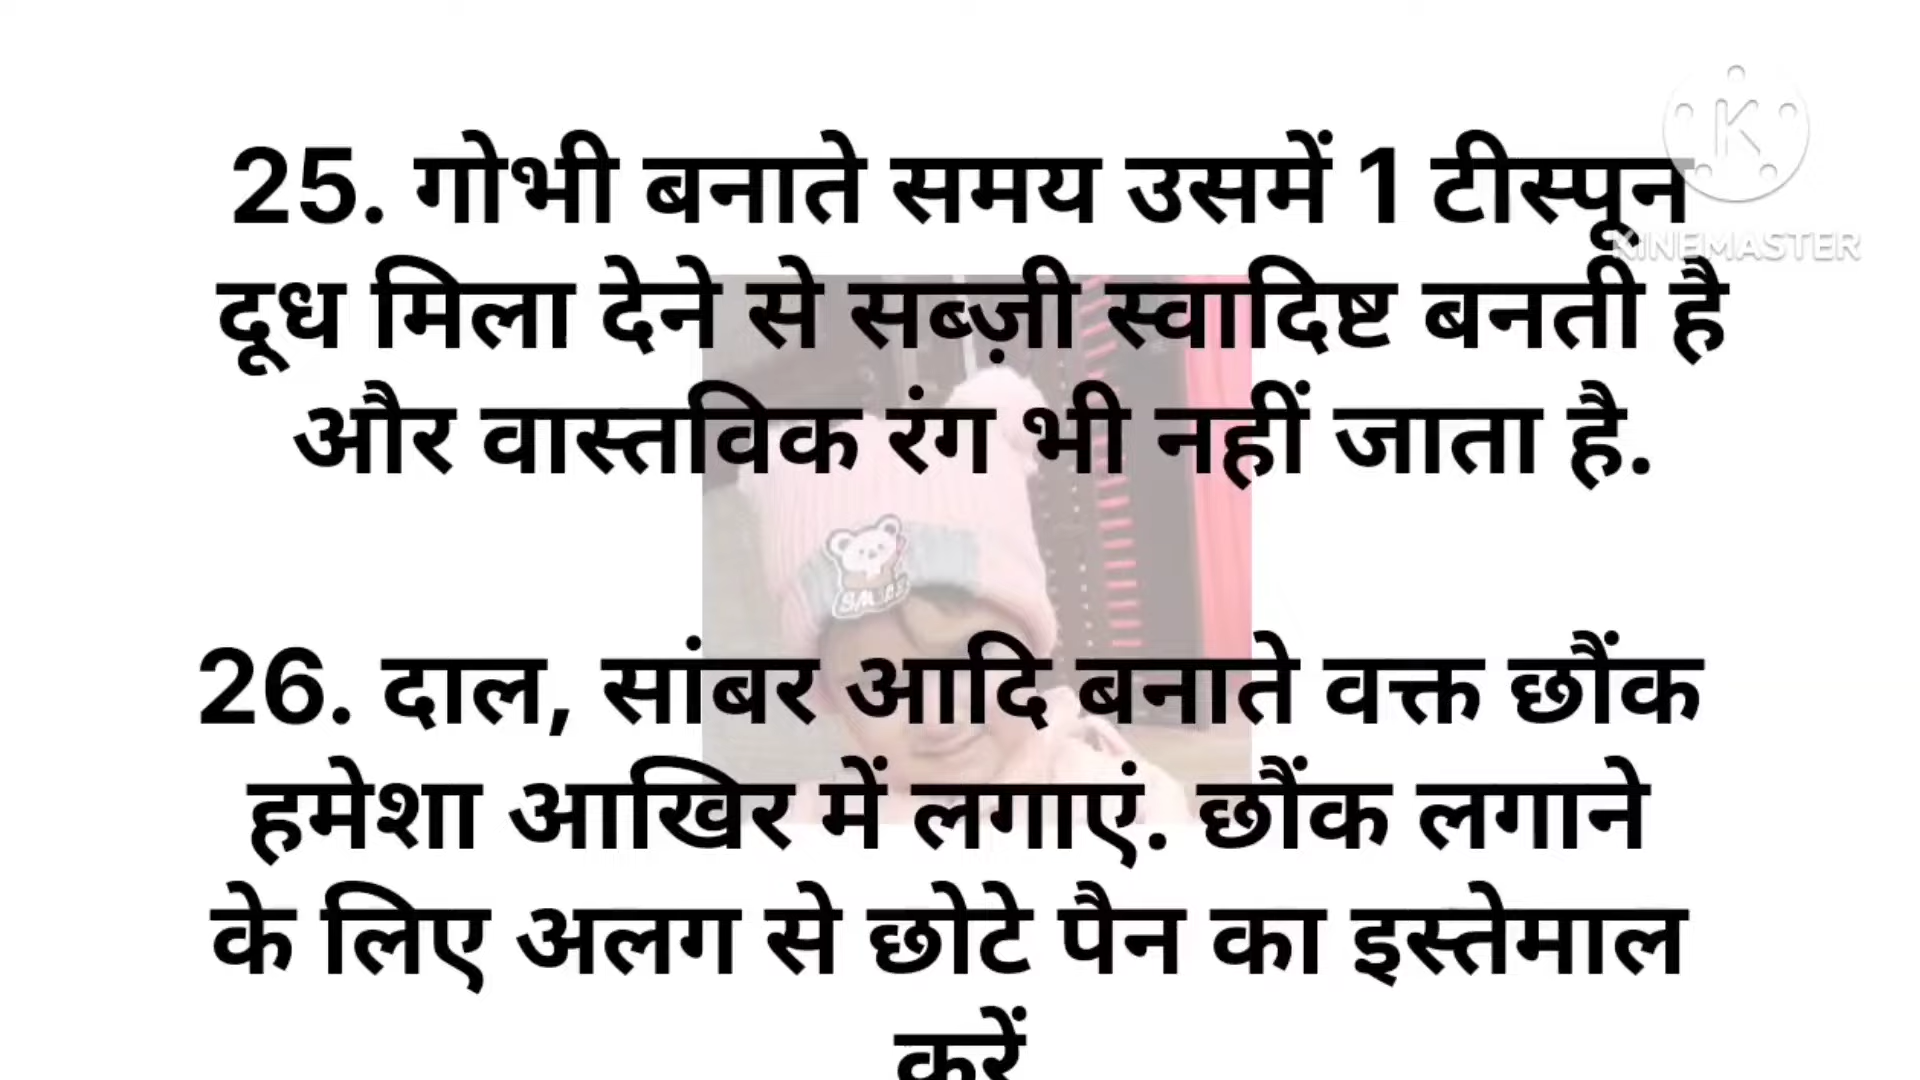 25. गोभी बनाते समय उसमें 1 टीस्पून
दूध मिला देने से सब्ज़ी स्वादिष्ट बनती है
और वास्तविक रंग भी नहीं जाता है.
26. दाल, सांबर आदि बनाते वक्त छौंक
हमेशा आखिर में लगाएं. छौंक लगाने
के लिए अलग से छोटे पैन का इस्तेमाल
करें
K
KINEMASTER